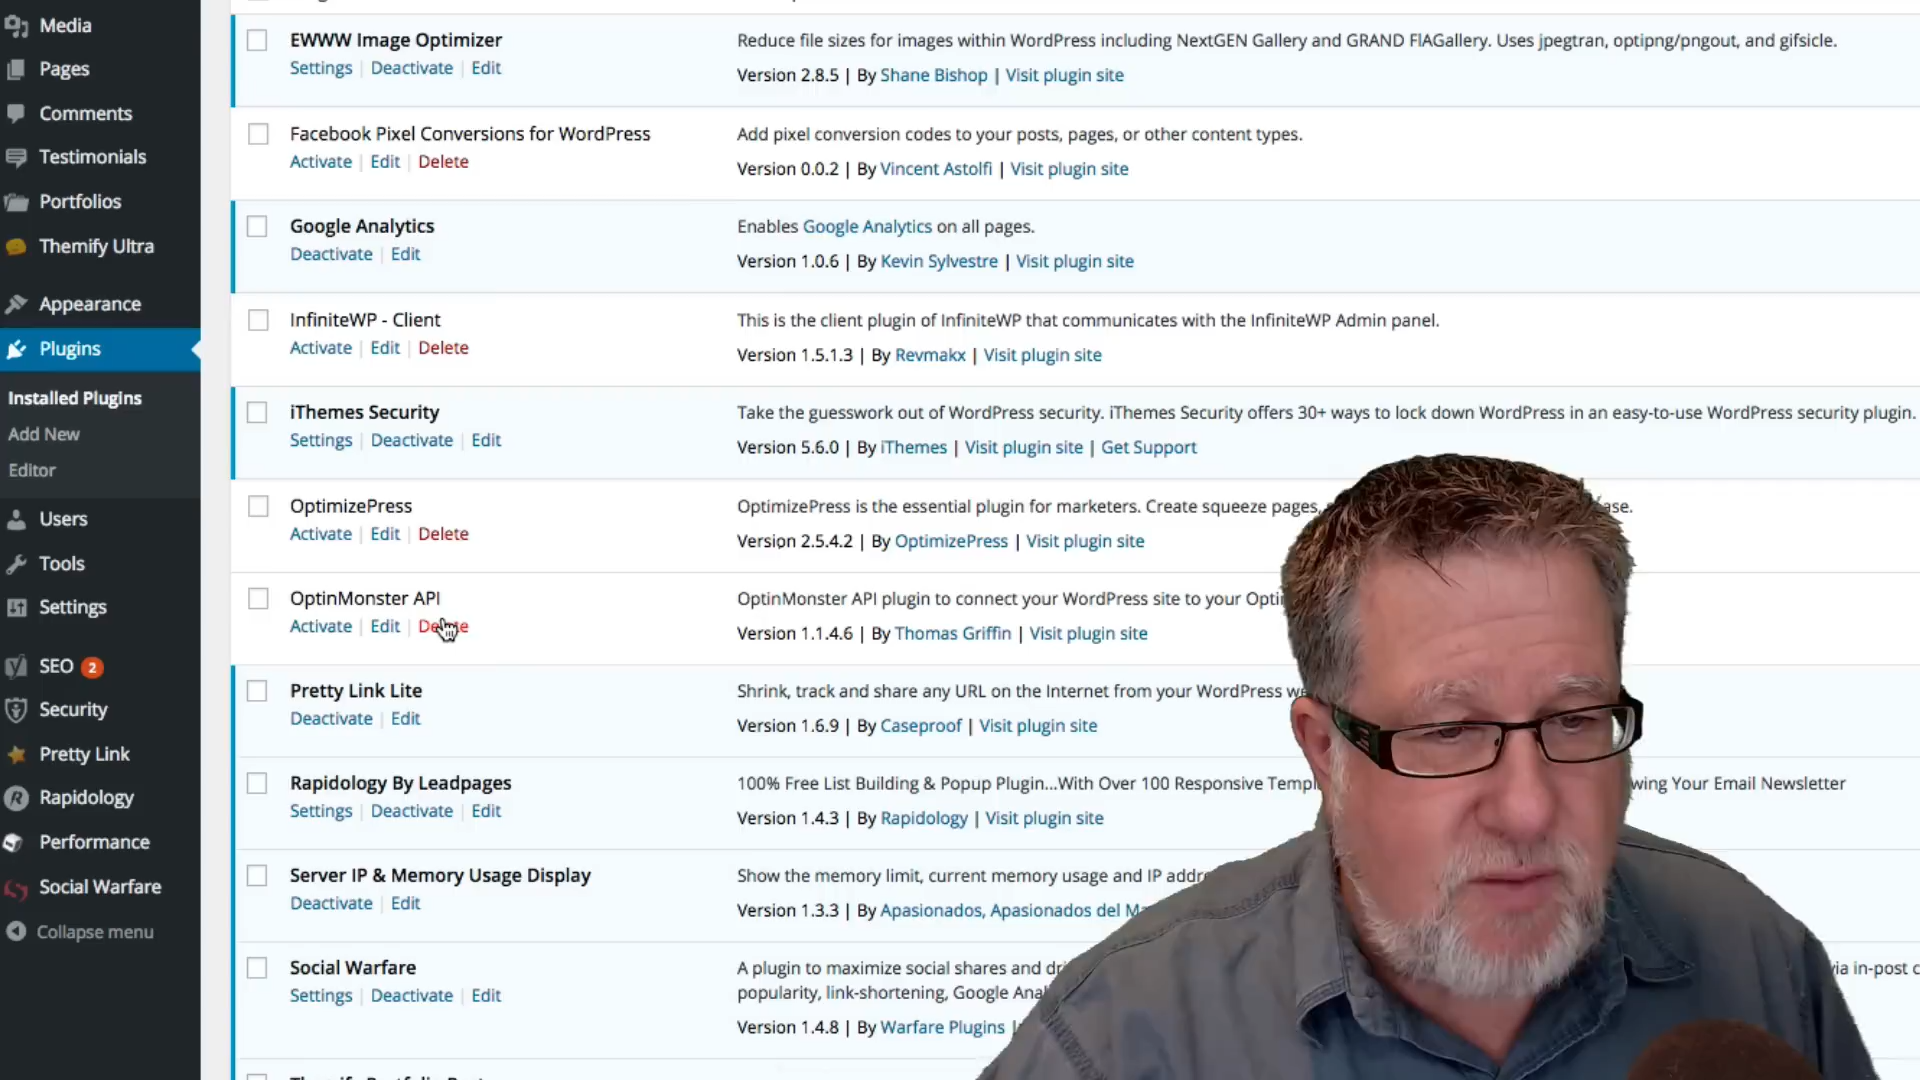 Media
Pages
Comments
Testimonials
Portfolios
Themify Ultra
Appearance
Plugins
Installed Plugins
Add New
Editor
Users
Tools
Settings
SEO 2
Security
Pretty Link
Rapidology
Performance
Social Warfare
Collapse menu
EWWW Image Optimizer
Settings | Deactivate | Edit
Reduce file sizes for images within WordPress including NextGEN Gallery and GRAND FlAGallery. Uses jpegtran, optipng/pngout, and gifsicle.
Version 2.8.5 | By Shane Bishop | Visit plugin site
Facebook Pixel Conversions for WordPress
Activate | Edit | Delete
Add pixel conversion codes to your posts, pages, or other content types.
Version 0.0.2 | By Vincent Astolfi | Visit plugin site
Google Analytics
Deactivate | Edit
Enables Google Analytics on all pages.
Version 1.0.6 | By Kevin Sylvestre | Visit plugin site
InfiniteWP - Client
Activate | Edit | Delete
This is the client plugin of InfiniteWP that communicates with the InfiniteWP Admin panel.
Version 1.5.1.3 | By Revmakx | Visit plugin site
iThemes Security
Settings | Deactivate | Edit
Take the guesswork out of WordPress security. iThemes Security offers 30+ ways to lock down WordPress in an easy-to-use WordPress security plugin.
Version 5.6.0 | By iThemes | Visit plugin site | Get Support
OptimizePress
Activate | Edit | Delete
OptimizePress is the essential plugin for marketers. Create squeeze pages,
Version 2.5.4.2 | By OptimizePress | Visit plugin site
OptinMonster API
Activate | Edit | Delete
OptinMonster API plugin to connect your WordPress site to your
Version 1.1.4.6 | By Thomas Griffin | Visit plugin site
Pretty Link Lite
Deactivate | Edit
Shrink, track and share any URL on the Internet from your WordPress
Version 1.6.9 | By Caseproof | Visit plugin site
Rapidology By Leadpages
Settings | Deactivate | Edit
100% Free List Building & Popup Plugin...With Over 100 Responsive Your Email Newsletter
Version 1.4.3 | By Rapidology | Visit plugin site
Server IP & Memory Usage Display
Deactivate | Edit
Show the memory limit, current memory usage and IP
Version 1.3.3 | By Apasionados, Apasionados del
Social Warfare
Settings | Deactivate | Edit
A plugin to maximize social shares and in-post
popularity, link-shortening, Google
Version 1.4.8 | By Warfare Plugins